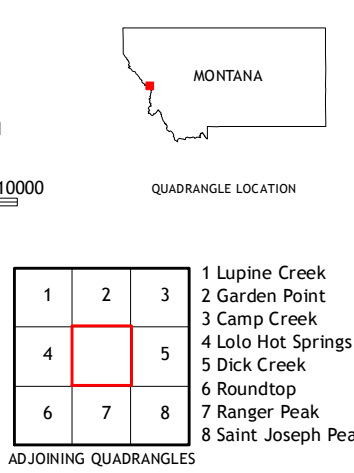 MONTANA
10000
QUADRANGLE LOCATION
1 2 3
4 5
6 7 8
1 Lupine Creek
2 Garden Point
3 Camp Creek
4 Lolo Hot Springs
5 Dick Creek
6 Roundtop
7 Ranger Peak
8 Saint Joseph Pea
ADJOINING QUADRANGLES